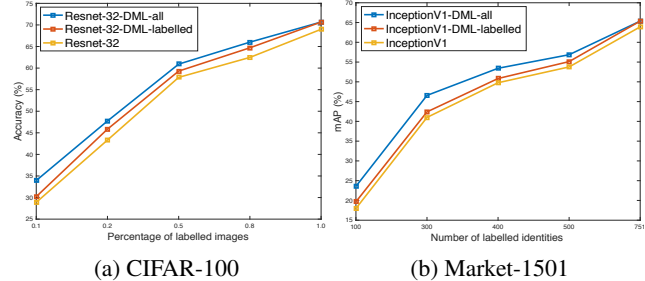 Resnet-32-DML-all
Resnet-32-DML-labelled
Resnet-32
75
70
65
60
55
50
45
40
35
30
25
Accuracy (%)
0.1 0.2 0.5 0.8 1.0
Percentage of labelled images
(a) CIFAR-100
InceptionV1-DML-all
InceptionV1-DML-labelled
InceptionV1
70
65
60
55
50
45
40
35
30
25
20
15
mAP (%)
100 300 400 500 751
Number of labelled identities
(b) Market-1501